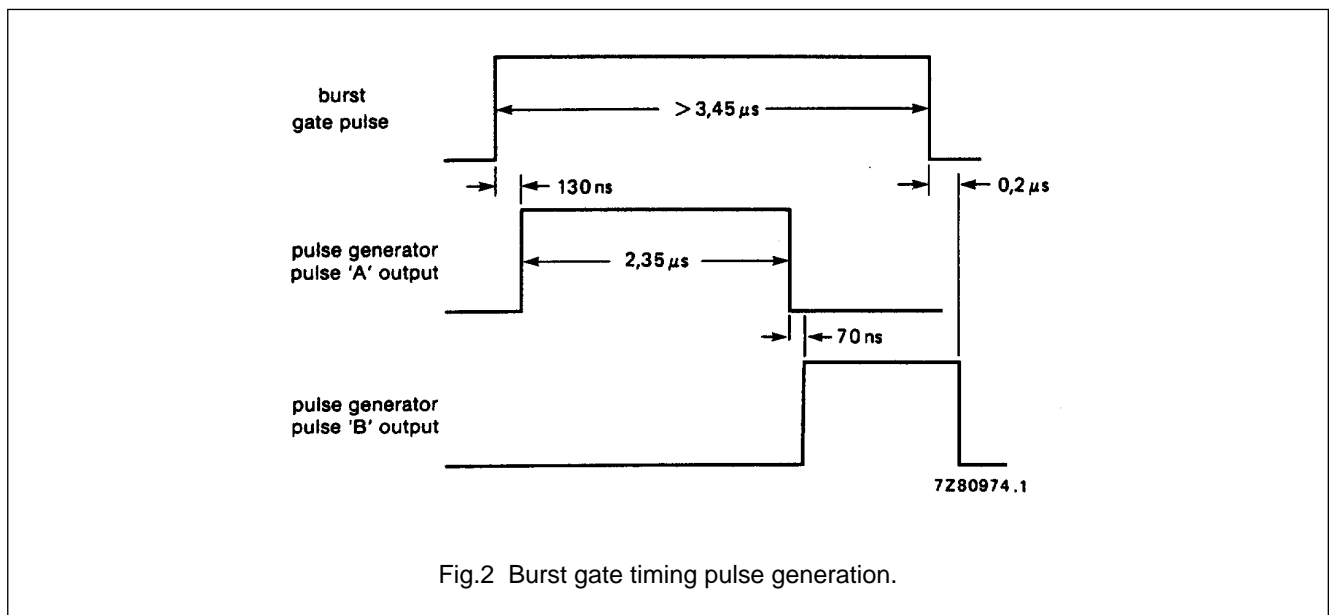 burst
gate pulse
> 3,45 µs
130 ns
0,2 µs
pulse generator
pulse 'A' output
2,35 µs
70 ns
pulse generator
pulse 'B' output
7Z80974.1
Fig.2 Burst gate timing pulse generation.